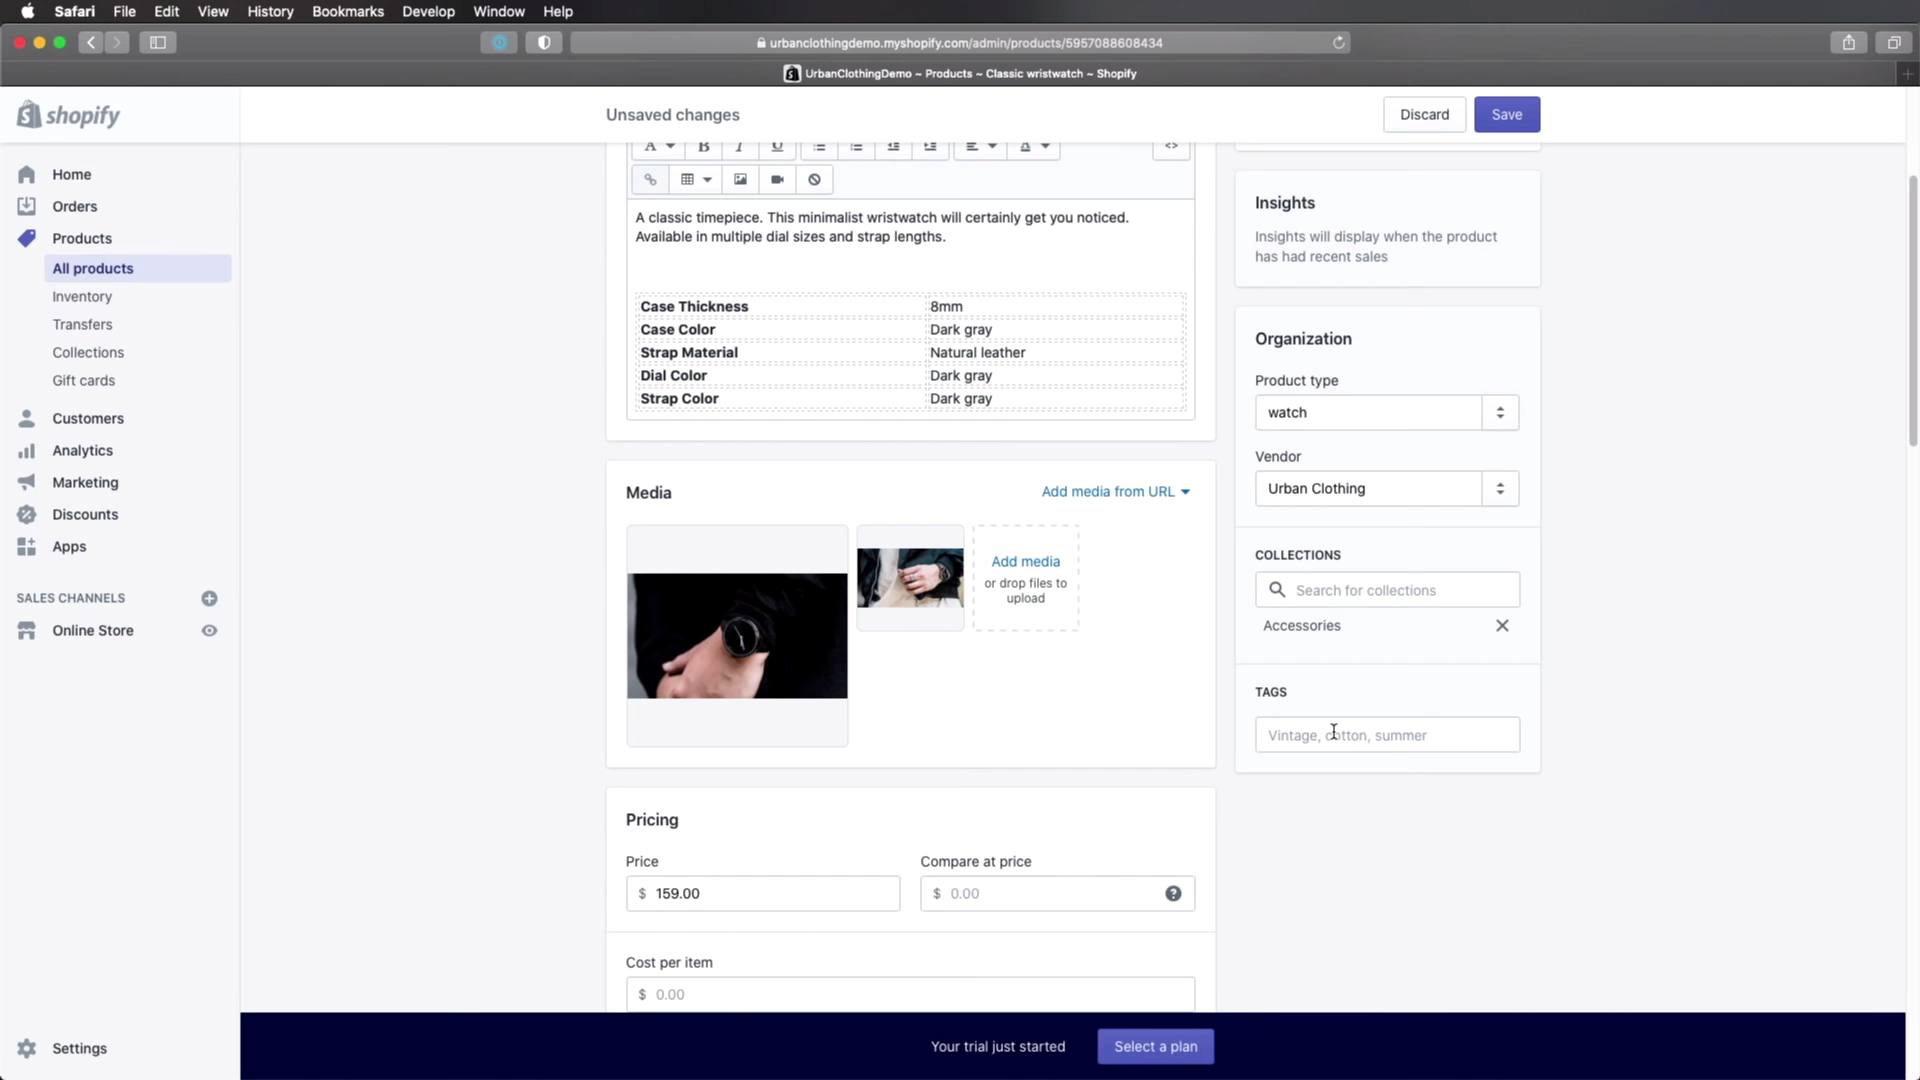 Safari File Edit View History Bookmarks Develop Window Help
urbanclothingdemo.myshopify.com/admin/products/5957088608434
UrbanClothingDemo ~ Products ~ Classic wristwatch ~ Shopify
shopify
Unsaved changes
Discard
Save
Home
Orders
Products
All products
Inventory
Transfers
Collections
Gift cards
Customers
Analytics
Marketing
Discounts
Apps
SALES CHANNELS
Online Store
Settings
A B I U
A <>
A classic timepiece. This minimalist wristwatch will certainly get you noticed.
Available in multiple dial sizes and strap lengths.
Case Thickness 8mm
Case Color Dark gray
Strap Material Natural leather
Dial Color Dark gray
Strap Color Dark gray
Media
Add media from URL
Add media
or drop files to
upload
Pricing
Price
$ 159.00
Compare at price
$ 0.00
Cost per item
$ 0.00
Insights
Insights will display when the product
has had recent sales
Organization
Product type
watch
Vendor
Urban Clothing
COLLECTIONS
Search for collections
Accessories
TAGS
Vintage, cotton, summer
Your trial just started
Select a plan